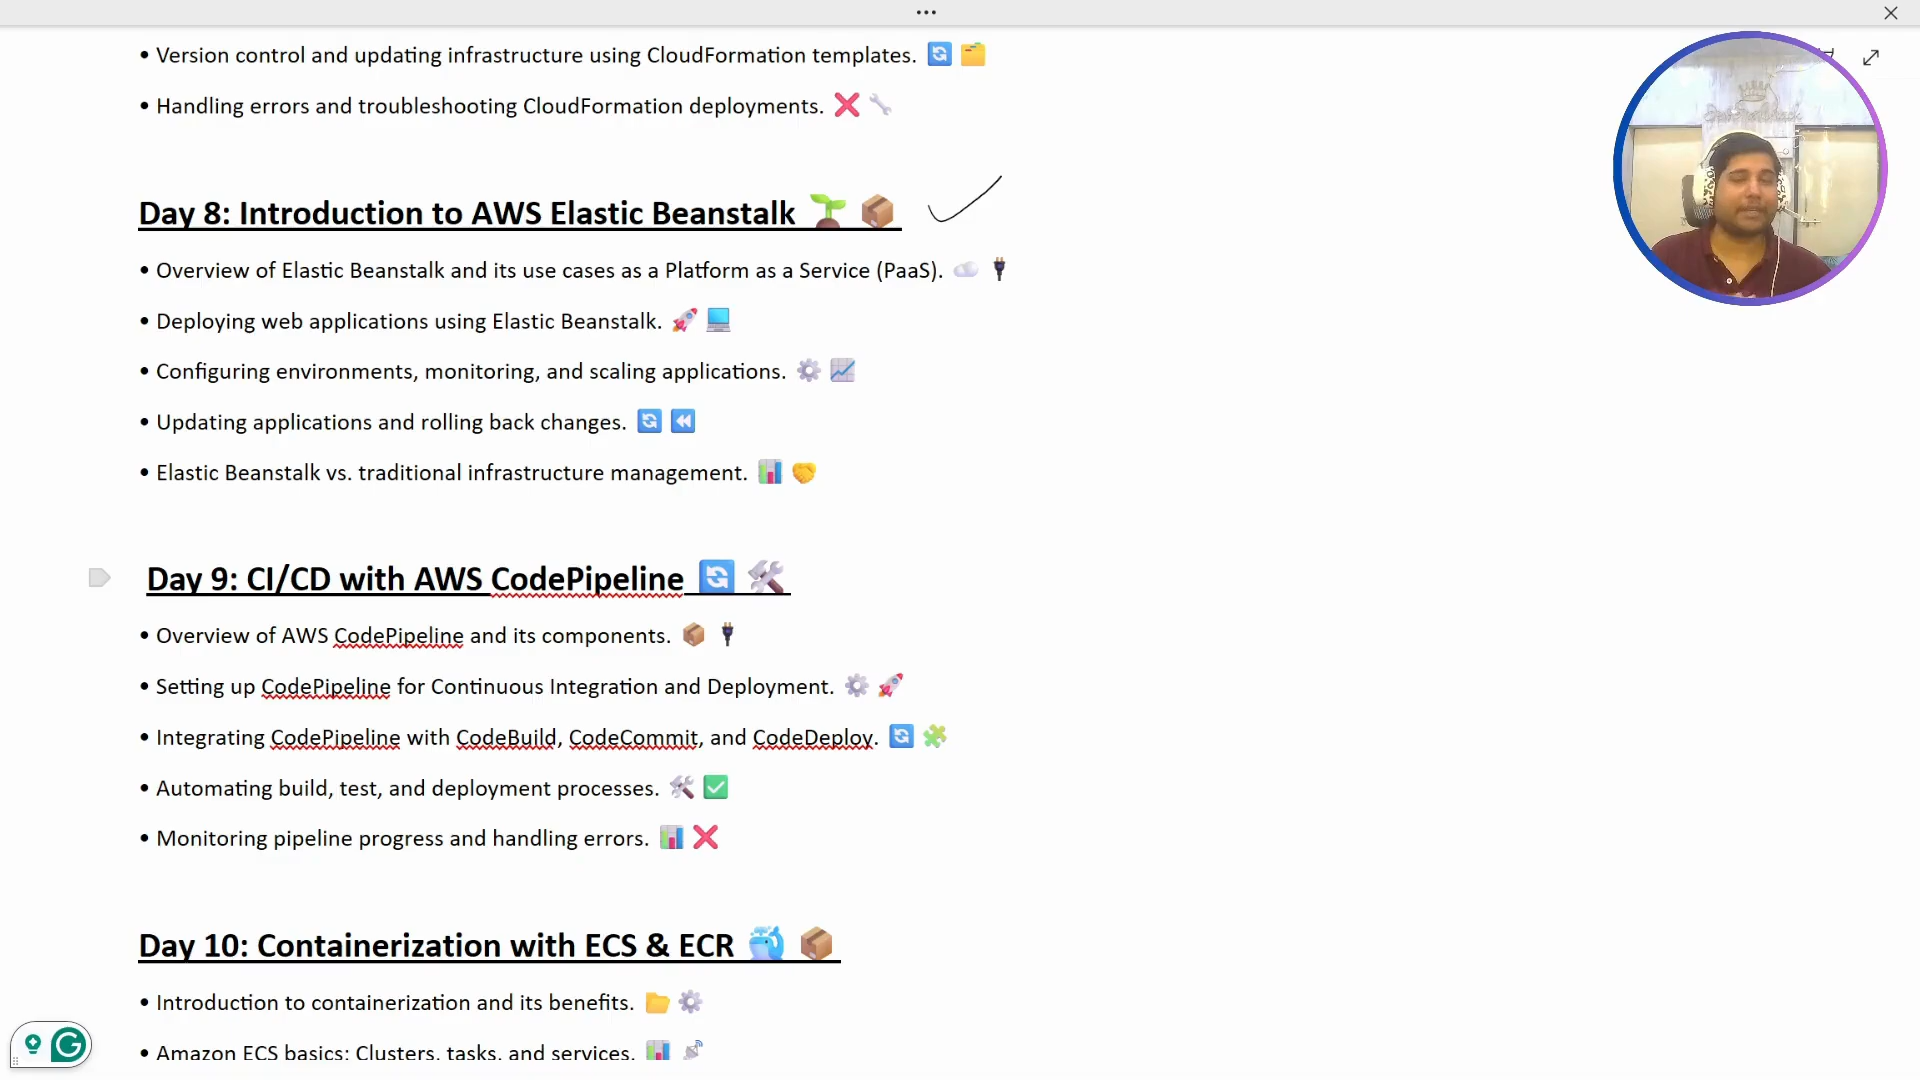 • Version control and updating infrastructure using CloudFormation templates.
• Handling errors and troubleshooting CloudFormation deployments.
Day 8: Introduction to AWS Elastic Beanstalk
• Overview of Elastic Beanstalk and its use cases as a Platform as a Service (PaaS).
• Deploying web applications using Elastic Beanstalk.
• Configuring environments, monitoring, and scaling applications.
• Updating applications and rolling back changes.
• Elastic Beanstalk vs. traditional infrastructure management.
Day 9: CI/CD with AWS CodePipeline
• Overview of AWS CodePipeline and its components.
• Setting up CodePipeline for Continuous Integration and Deployment.
• Integrating CodePipeline with CodeBuild, CodeCommit, and CodeDeploy.
• Automating build, test, and deployment processes.
• Monitoring pipeline progress and handling errors.
Day 10: Containerization with ECS & ECR
• Introduction to containerization and its benefits.
• Amazon ECS basics: Clusters, tasks, and services.